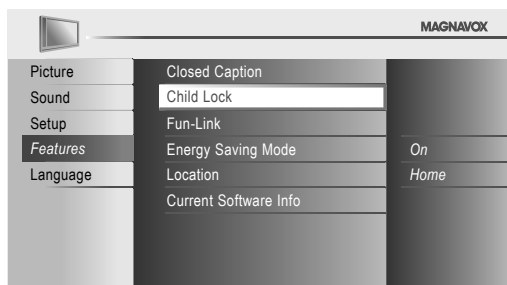 MAGNAVOX
Picture
Sound
Setup
Features
Language
Closed Caption
Child Lock
Fun-Link
Energy Saving Mode On
Location Home
Current Software Info